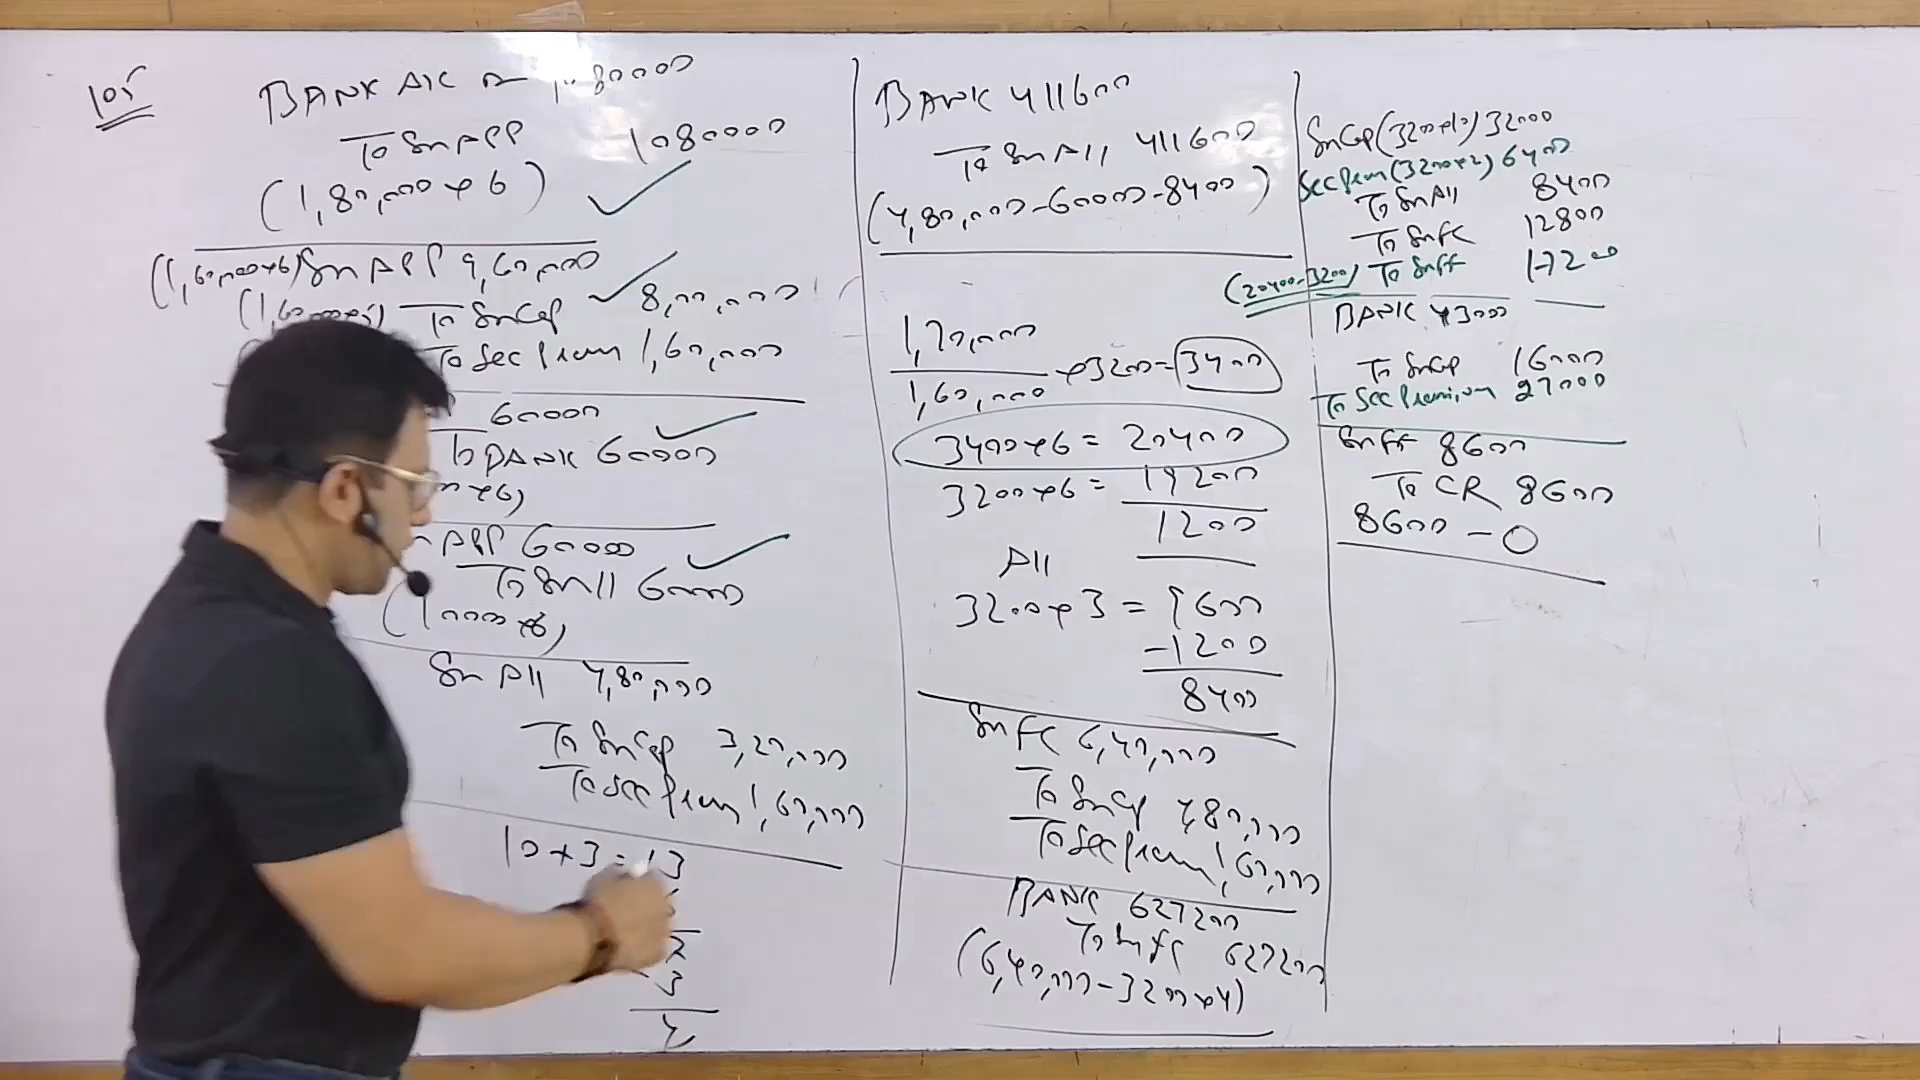 105
BANK A/C Dr 1080000
To Sh APP 1080000
(1,80,000 × 6)
(1,60,000×6) Sh APP 9,60,000
To Sh Cap 8,00,000
To Sec Prem 1,60,000
60000
To BANK 60000
×6)
APP 60000
To Sh All 60000
(10000×6)
Sh All 4,80,000
To Sh Cap 3,20,000
To Sec Prem 1,60,000
10+3=13
3
BANK 411600
To Sh All 411600
(4,80,000-60000-8400)
1,70,000
1,60,000 ×3200=3400
3400×6= 20400
3200×6= 19200
1200
All
3200×3 = 9600
-1200
8400
Sh FC 6,40,000
To Sh Cap 4,80,000
To Sec Prem 1,60,000
BANK 627200
To Sh FC 627200
(6,40,000-3200×4)
Sh Cap (3200×10) 32000
Sec Prem (3200×2) 6400
To Sh All 8400
To Sh FC 12800
(20400-3200) To Sh FF 17200
BANK 43000
To Sh Cap 16000
To Sec Premium 27000
Sh FF 8600
To CR 8600
8600 - 0